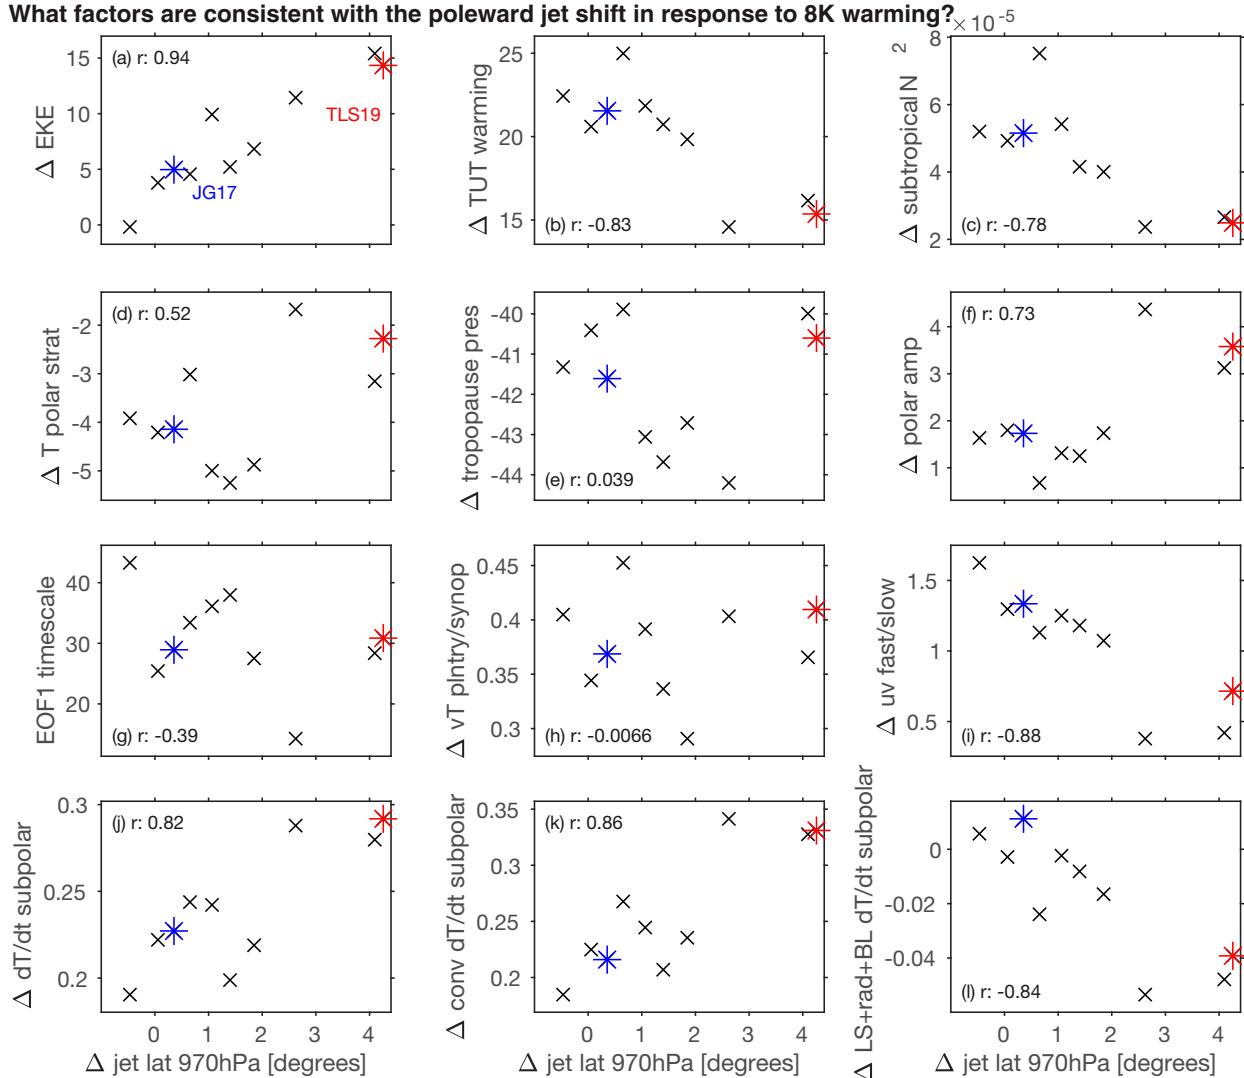 What factors are consistent with the poleward jet shift in response to 8K warming?
× 10 -5
(a) r: 0.94
TLS19
JG17
Δ EKE
15
10
5
0
(b) r: -0.83
Δ TUT warming
25
20
15
(c) r: -0.78
Δ subtropical N 2
8
6
4
2
(d) r: 0.52
Δ T polar strat
-2
-3
-4
-5
(e) r: 0.039
Δ tropopause pres
-40
-41
-42
-43
-44
(f) r: 0.73
Δ polar amp
4
3
2
1
(g) r: -0.39
EOF1 timescale
40
30
20
(h) r: -0.0066
Δ vT plntry/synop
0.45
0.4
0.35
0.3
(i) r: -0.88
Δ uv fast/slow
1.5
1
0.5
(j) r: 0.82
Δ dT/dt subpolar
0.3
0.25
0.2
0 1 2 3 4
Δ jet lat 970hPa [degrees]
(k) r: 0.86
Δ conv dT/dt subpolar
0.35
0.3
0.25
0.2
0 1 2 3 4
Δ jet lat 970hPa [degrees]
(l) r: -0.84
Δ LS+rad+BL dT/dt subpolar
0
-0.02
-0.04
0 1 2 3 4
Δ jet lat 970hPa [degrees]